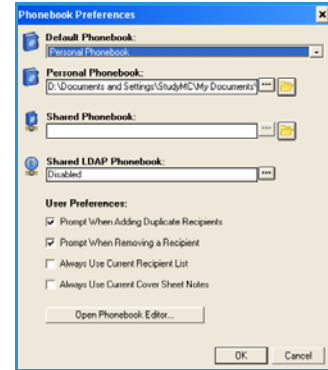 Phonebook Preferences
Default Phonebook:
Personal Phonebook
Personal Phonebook:
D:\Documents and Settings\StudyMC\My Documents\
Shared Phonebook:
Shared LDAP Phonebook:
Disabled
User Preferences:
Prompt When Adding Duplicate Recipients
Prompt When Removing a Recipient
Always Use Current Recipient List
Always Use Current Cover Sheet Notes
Open Phonebook Editor...
OK Cancel